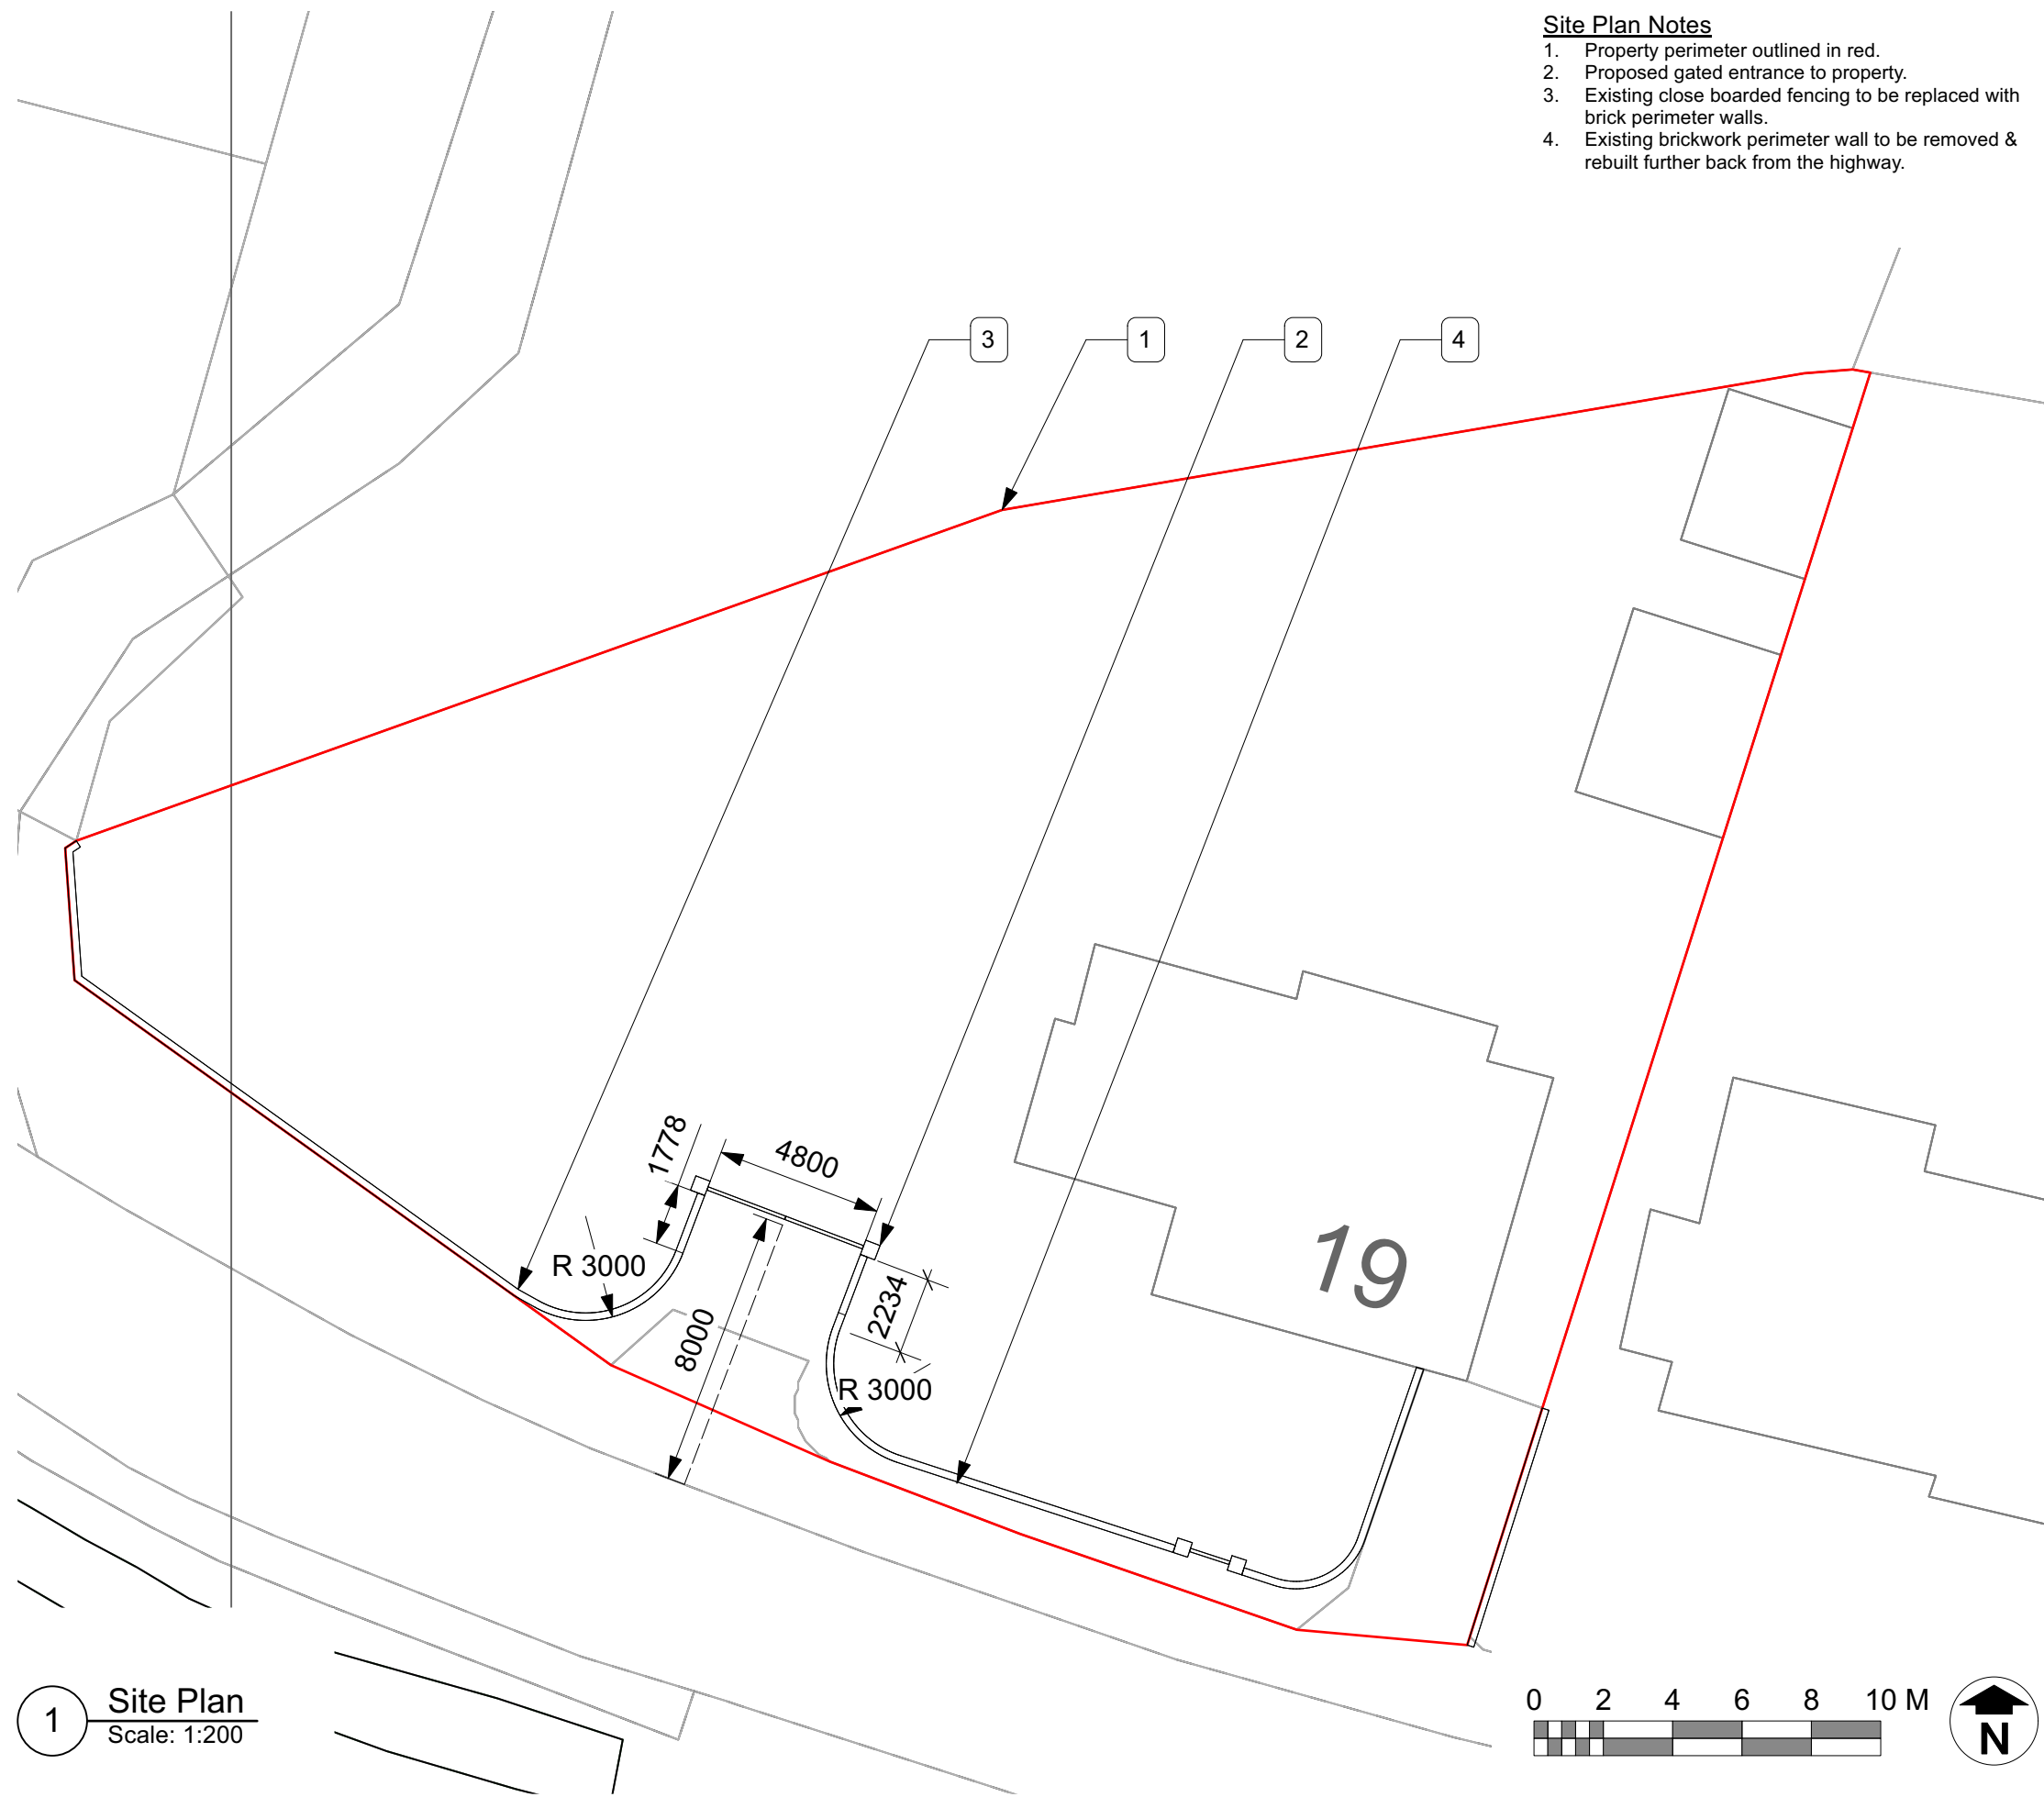 Site Plan Notes
1. Property perimeter outlined in red.
2. Proposed gated entrance to property.
3. Existing close boarded fencing to be replaced with
brick perimeter walls.
4. Existing brickwork perimeter wall to be removed &
rebuilt further back from the highway.
3
1
2
4
1778
4800
R 3000
8000
2234
R 3000
19
1
Site Plan
Scale: 1:200
0 2 4 6 8 10 M
N